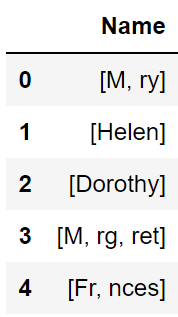 Name
0 [M, ry]
1 [Helen]
2 [Dorothy]
3 [M, rg, ret]
4 [Fr, nces]